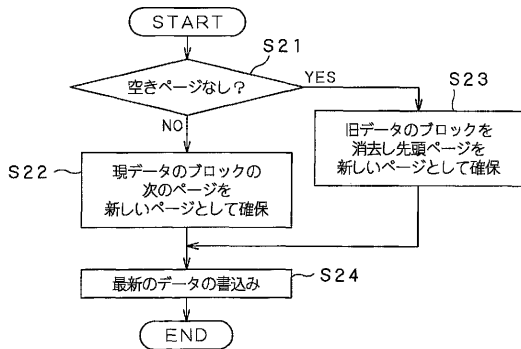 START
S21
空きページなし？
YES
S23
NO
旧データのブロックを
消去し先頭ページを
新しいページとして確保
S22
現データのブロックの
次のページを
新しいページとして確保
最新のデータの書込み
S24
END